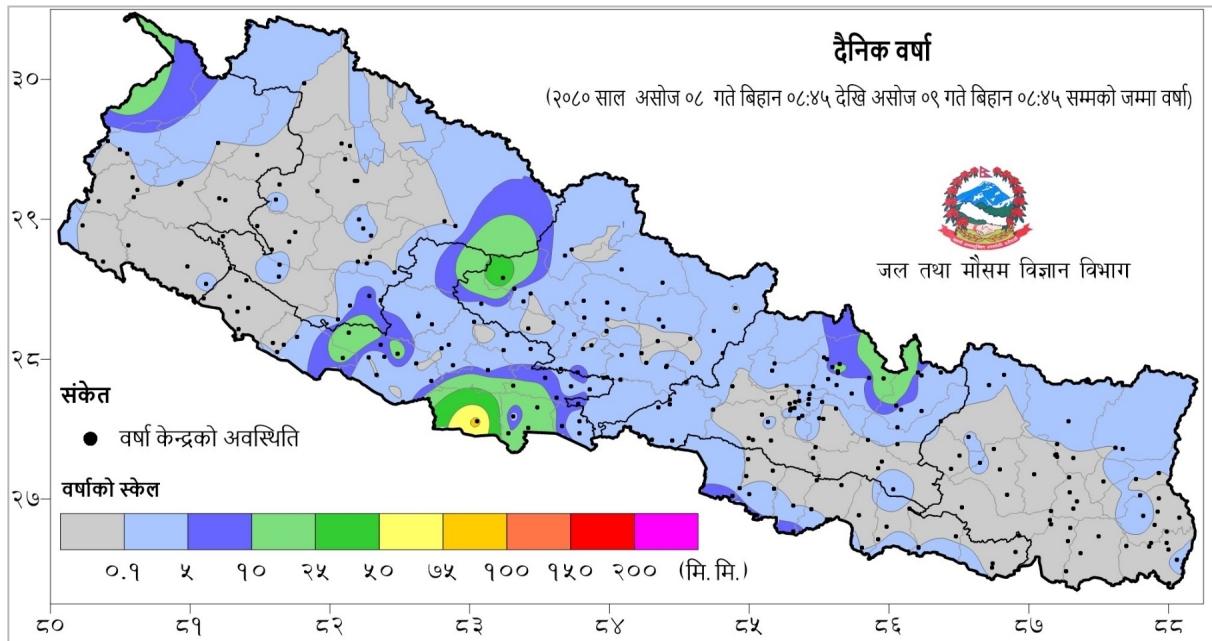 दैनिक वर्षा
(२०८० साल असोज ०८ गते बिहान ०८:४५ देखि असोज ०९ गते बिहान ०८:४५ सम्मको जम्मा वर्षा)
जल तथा मौसम विज्ञान विभाग
३०
२९
२८
२७
संकेत
वर्षा केन्द्रको अवस्थिति
वर्षाको स्केल
०.१ ५ १० २५ ५० ७५ १०० १५० २०० (मि.मि.)
८० ८१ ८२ ८३ ८४ ८५ ८६ ८७ ८८